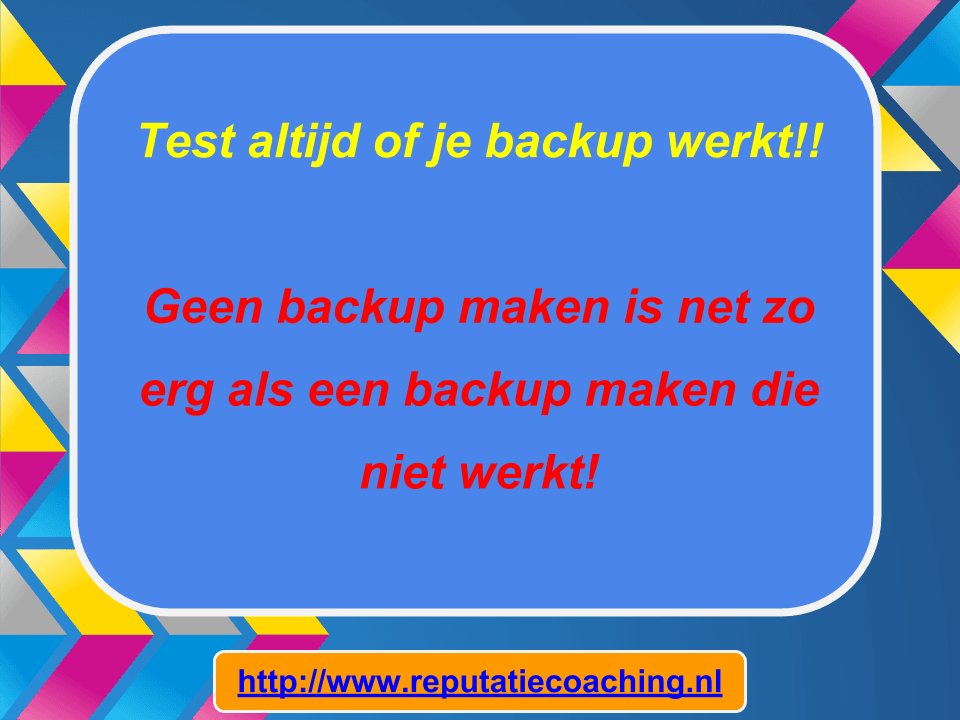 Test altijd of je backup werkt!!
Geen backup maken is net zo
erg als een backup maken die
niet werkt!
http://www.reputatiecoaching.nl